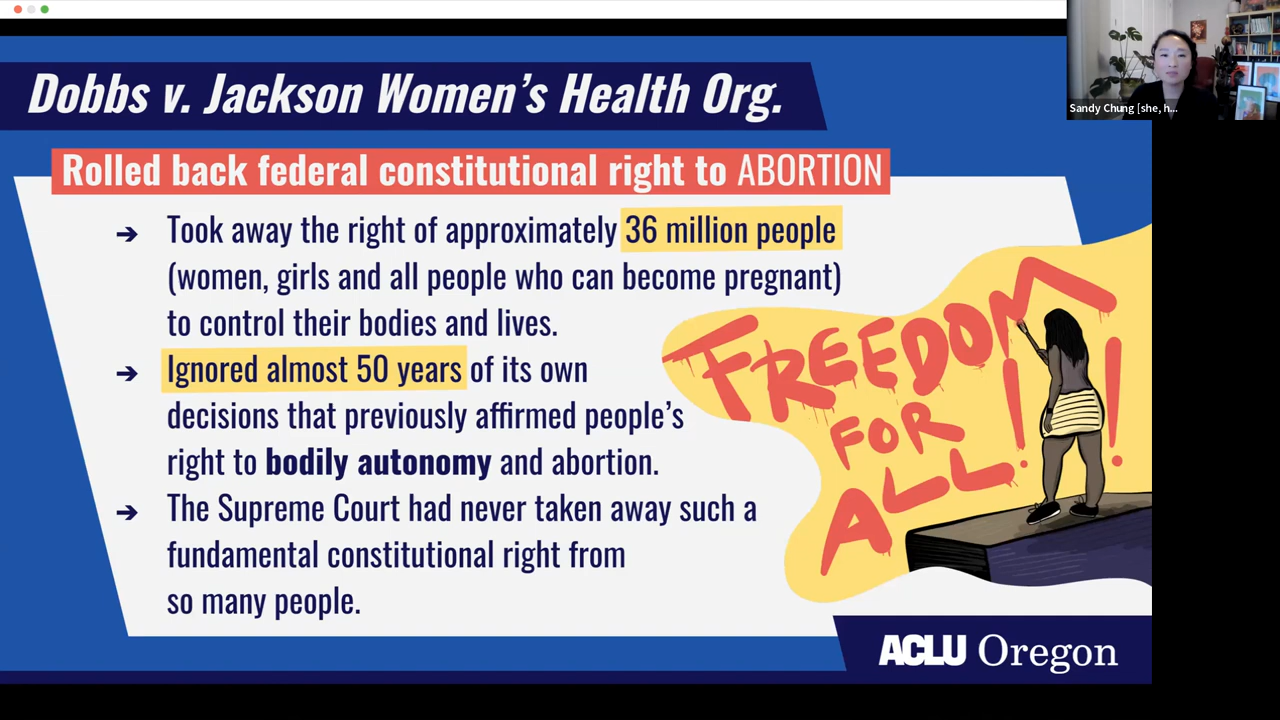 Dobbs v. Jackson Women's Health Org.
Sandy Chung [she, h...
Rolled back federal constitutional right to ABORTION
➔ Took away the right of approximately 36 million people
(women, girls and all people who can become pregnant)
to control their bodies and lives.
➔ Ignored almost 50 years of its own
decisions that previously affirmed people's
right to bodily autonomy and abortion.
➔ The Supreme Court had never taken away such a
fundamental constitutional right from
so many people.
FREEDOM
FOR
ALL!!
ACLU Oregon